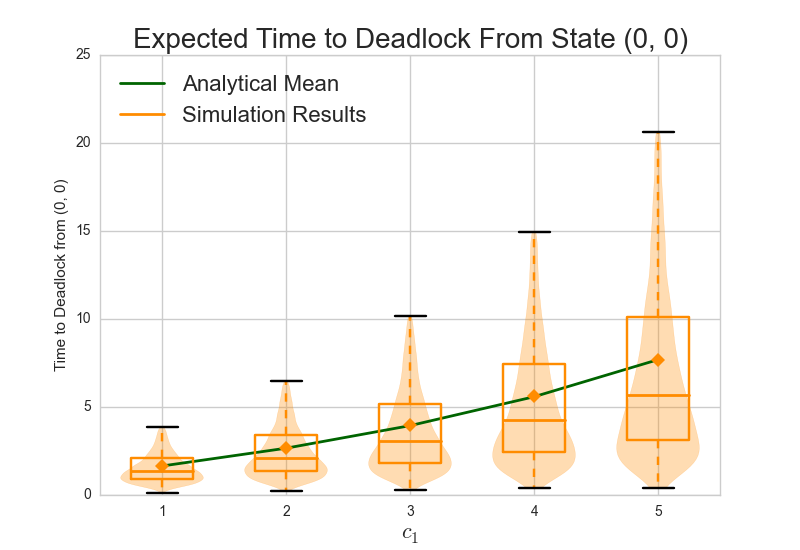 Expected Time to Deadlock From State (0, 0)
25
20
15
10
5
0
Time to Deadlock from (0, 0)
Analytical Mean
Simulation Results
1 2 3 4 5
c₁